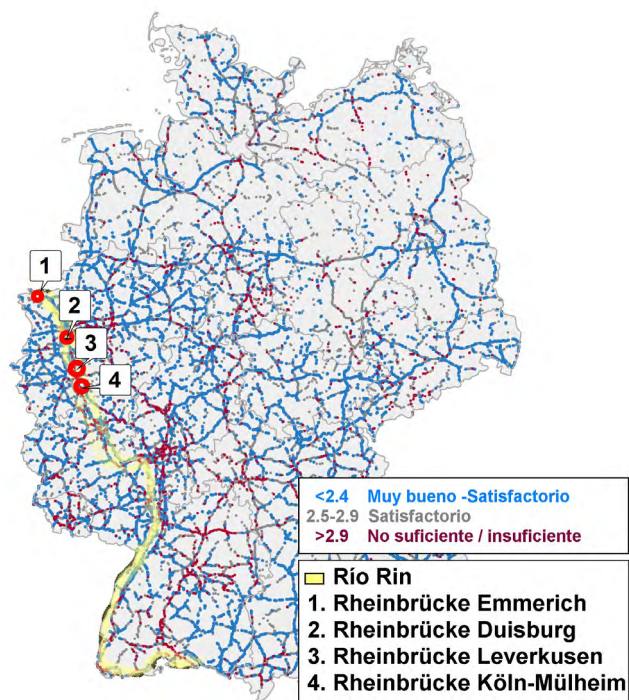 1
2
3
4
<2.4 Muy bueno -Satisfactorio
2.5-2.9 Satisfactorio
>2.9 No suficiente / insuficiente
Río Rin
1. Rheinbrücke Emmerich
2. Rheinbrücke Duisburg
3. Rheinbrücke Leverkusen
4. Rheinbrücke Köln-Mülheim